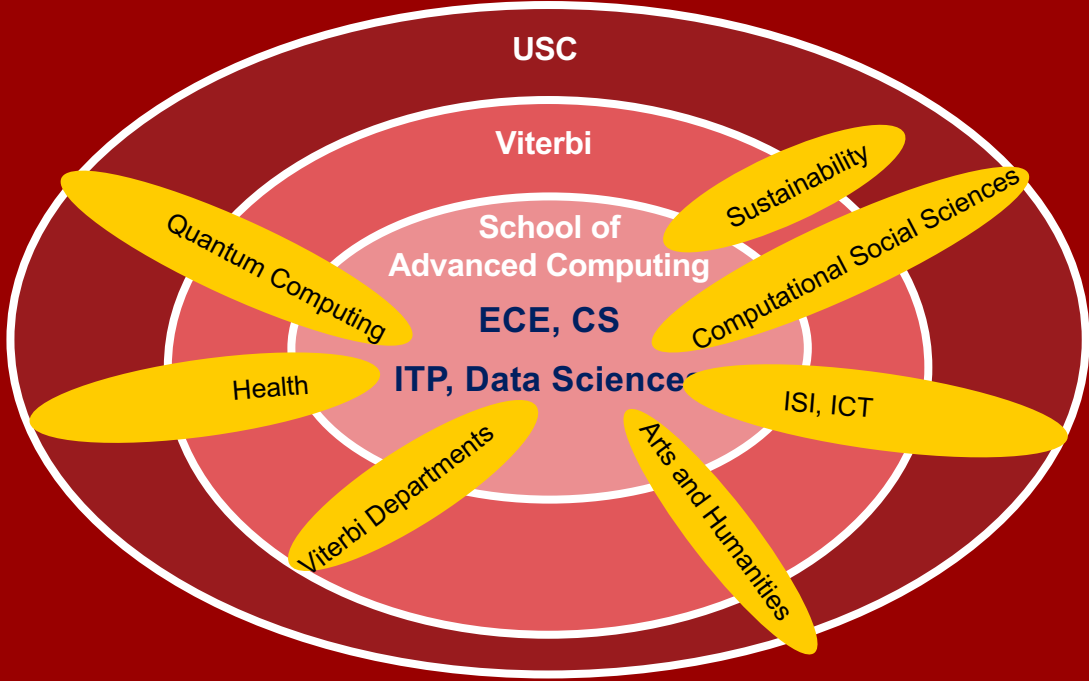 USC
Viterbi
School of
Advanced Computing
ECE, CS
ITP, Data Sciences
Quantum Computing
Sustainability
Computational Social Sciences
Health
ISI, ICT
Viterbi Departments
Arts and Humanities